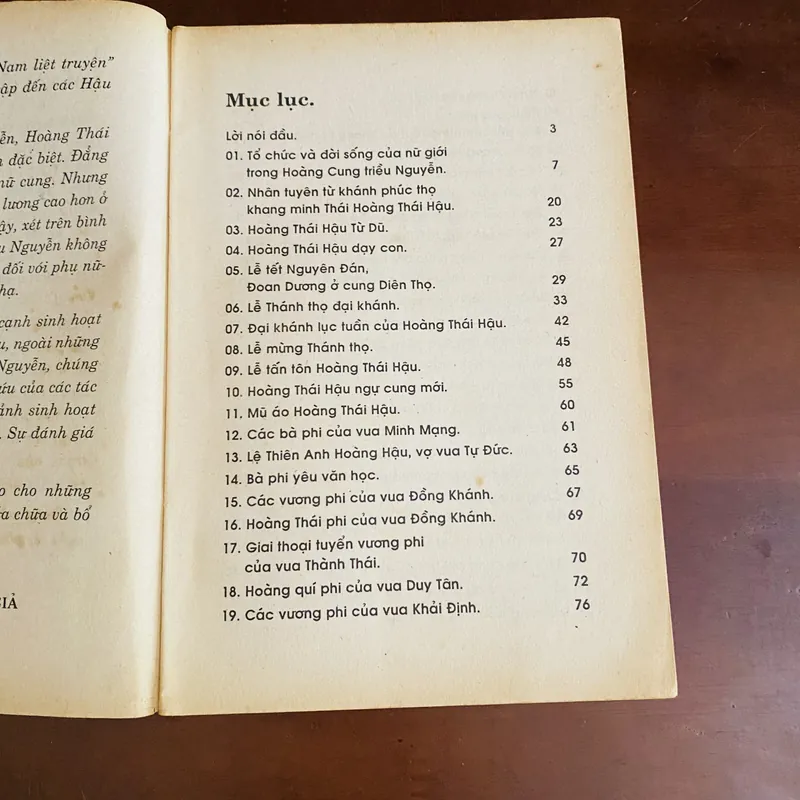 Nam liệt truyện"
ập đến các Hậu
ễn, Hoàng Thái
đặc biệt. Đẳng
nữ cung. Nhưng
lương cao hơn ở
ậy, xét trên bình
u Nguyễn không
đối với phụ nữ-
hạ.
cạnh sinh hoạt
u, ngoài những
Nguyễn, chúng
ứu của các tác
ảnh sinh hoạt
. Sự đánh giá
o cho những
a chữa và bổ
GIẢ
Mục lục.
Lời nói đầu. 3
01. Tổ chức và đời sống của nữ giới
trong Hoàng Cung triều Nguyễn. 7
02. Nhân tuyên từ khánh phúc thọ
khang minh Thái Hoàng Thái Hậu. 20
03. Hoàng Thái Hậu Từ Dũ. 23
04. Hoàng Thái Hậu dạy con. 27
05. Lễ tết Nguyên Đán,
Đoan Dương ở cung Diên Thọ. 29
06. Lễ Thánh thọ đại khánh. 33
07. Đại khánh lục tuần của Hoàng Thái Hậu. 42
08. Lễ mừng Thánh thọ. 45
09. Lễ tấn tôn Hoàng Thái Hậu. 48
10. Hoàng Thái Hậu ngự cung mới. 55
11. Mũ áo Hoàng Thái Hậu. 60
12. Các bà phi của vua Minh Mạng. 61
13. Lệ Thiên Anh Hoàng Hậu, vợ vua Tự Đức. 63
14. Bà phi yêu văn học. 65
15. Các vương phi của vua Đồng Khánh. 67
16. Hoàng Thái phi của vua Đồng Khánh. 69
17. Giai thoại tuyển vương phi
của vua Thành Thái. 70
18. Hoàng quí phi của vua Duy Tân. 72
19. Các vương phi của vua Khải Định. 76